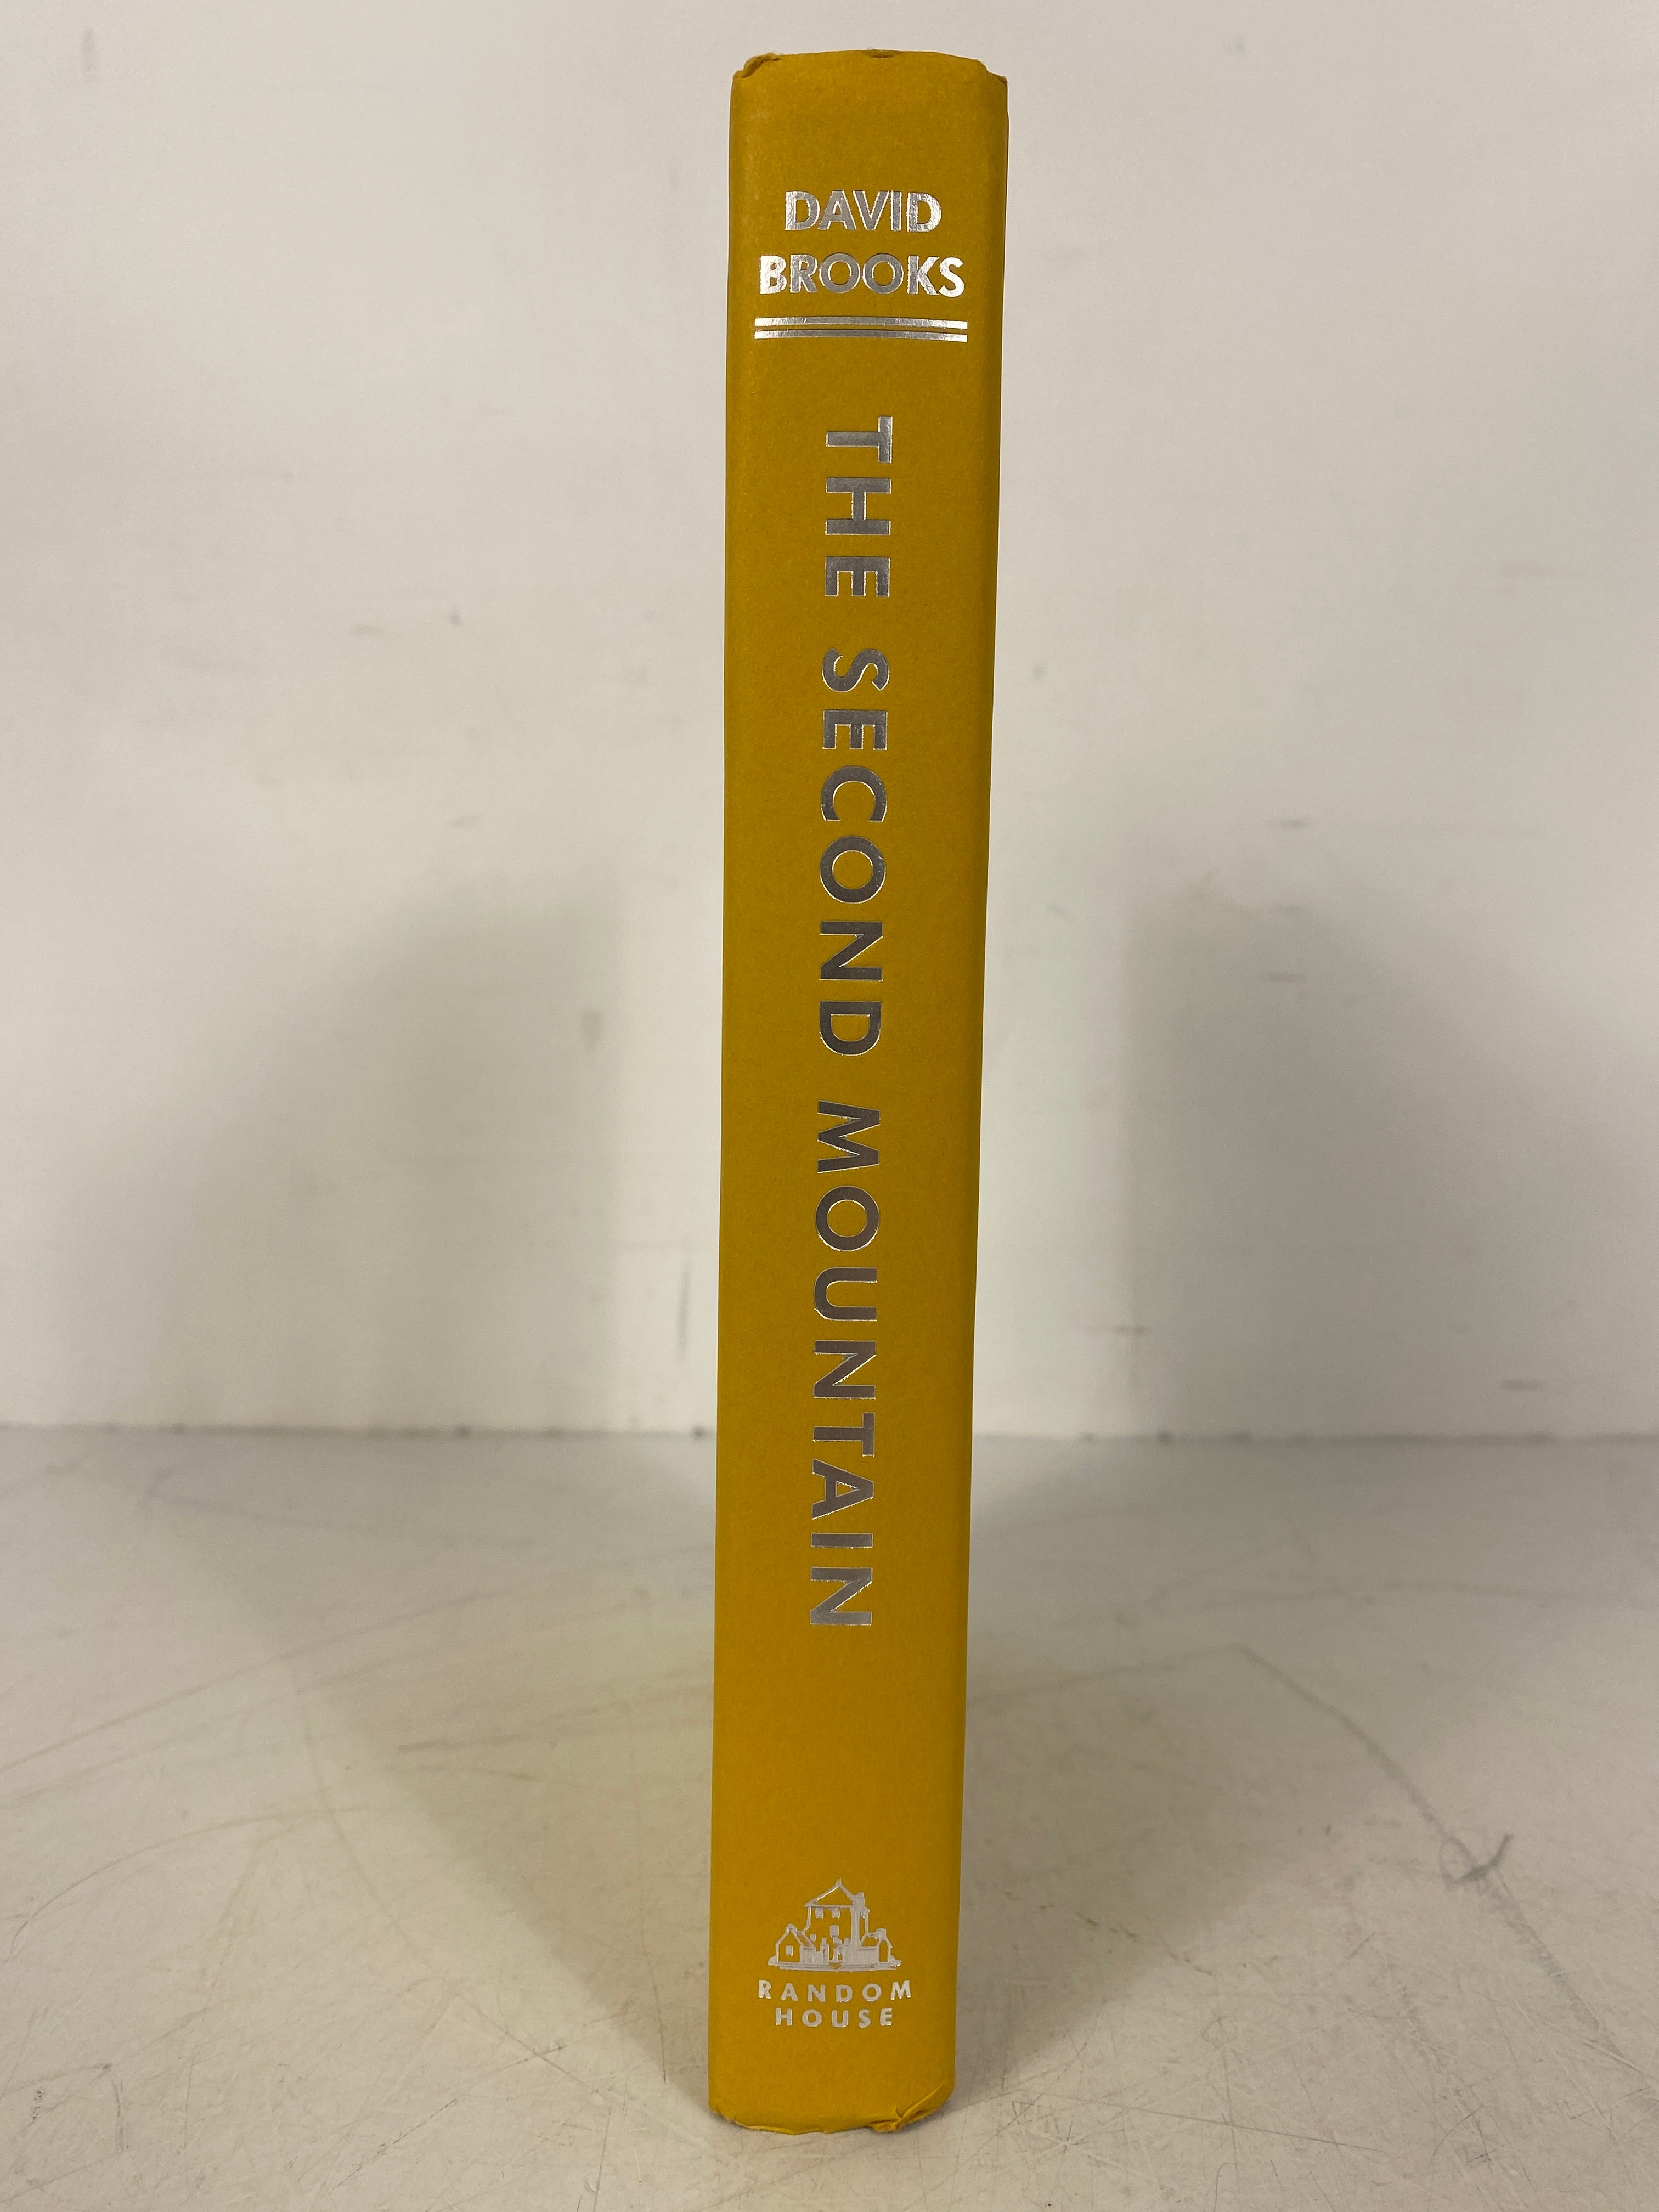 DAVID
BROOKS
THE SECOND MOUNTAIN
RANDOM
HOUSE